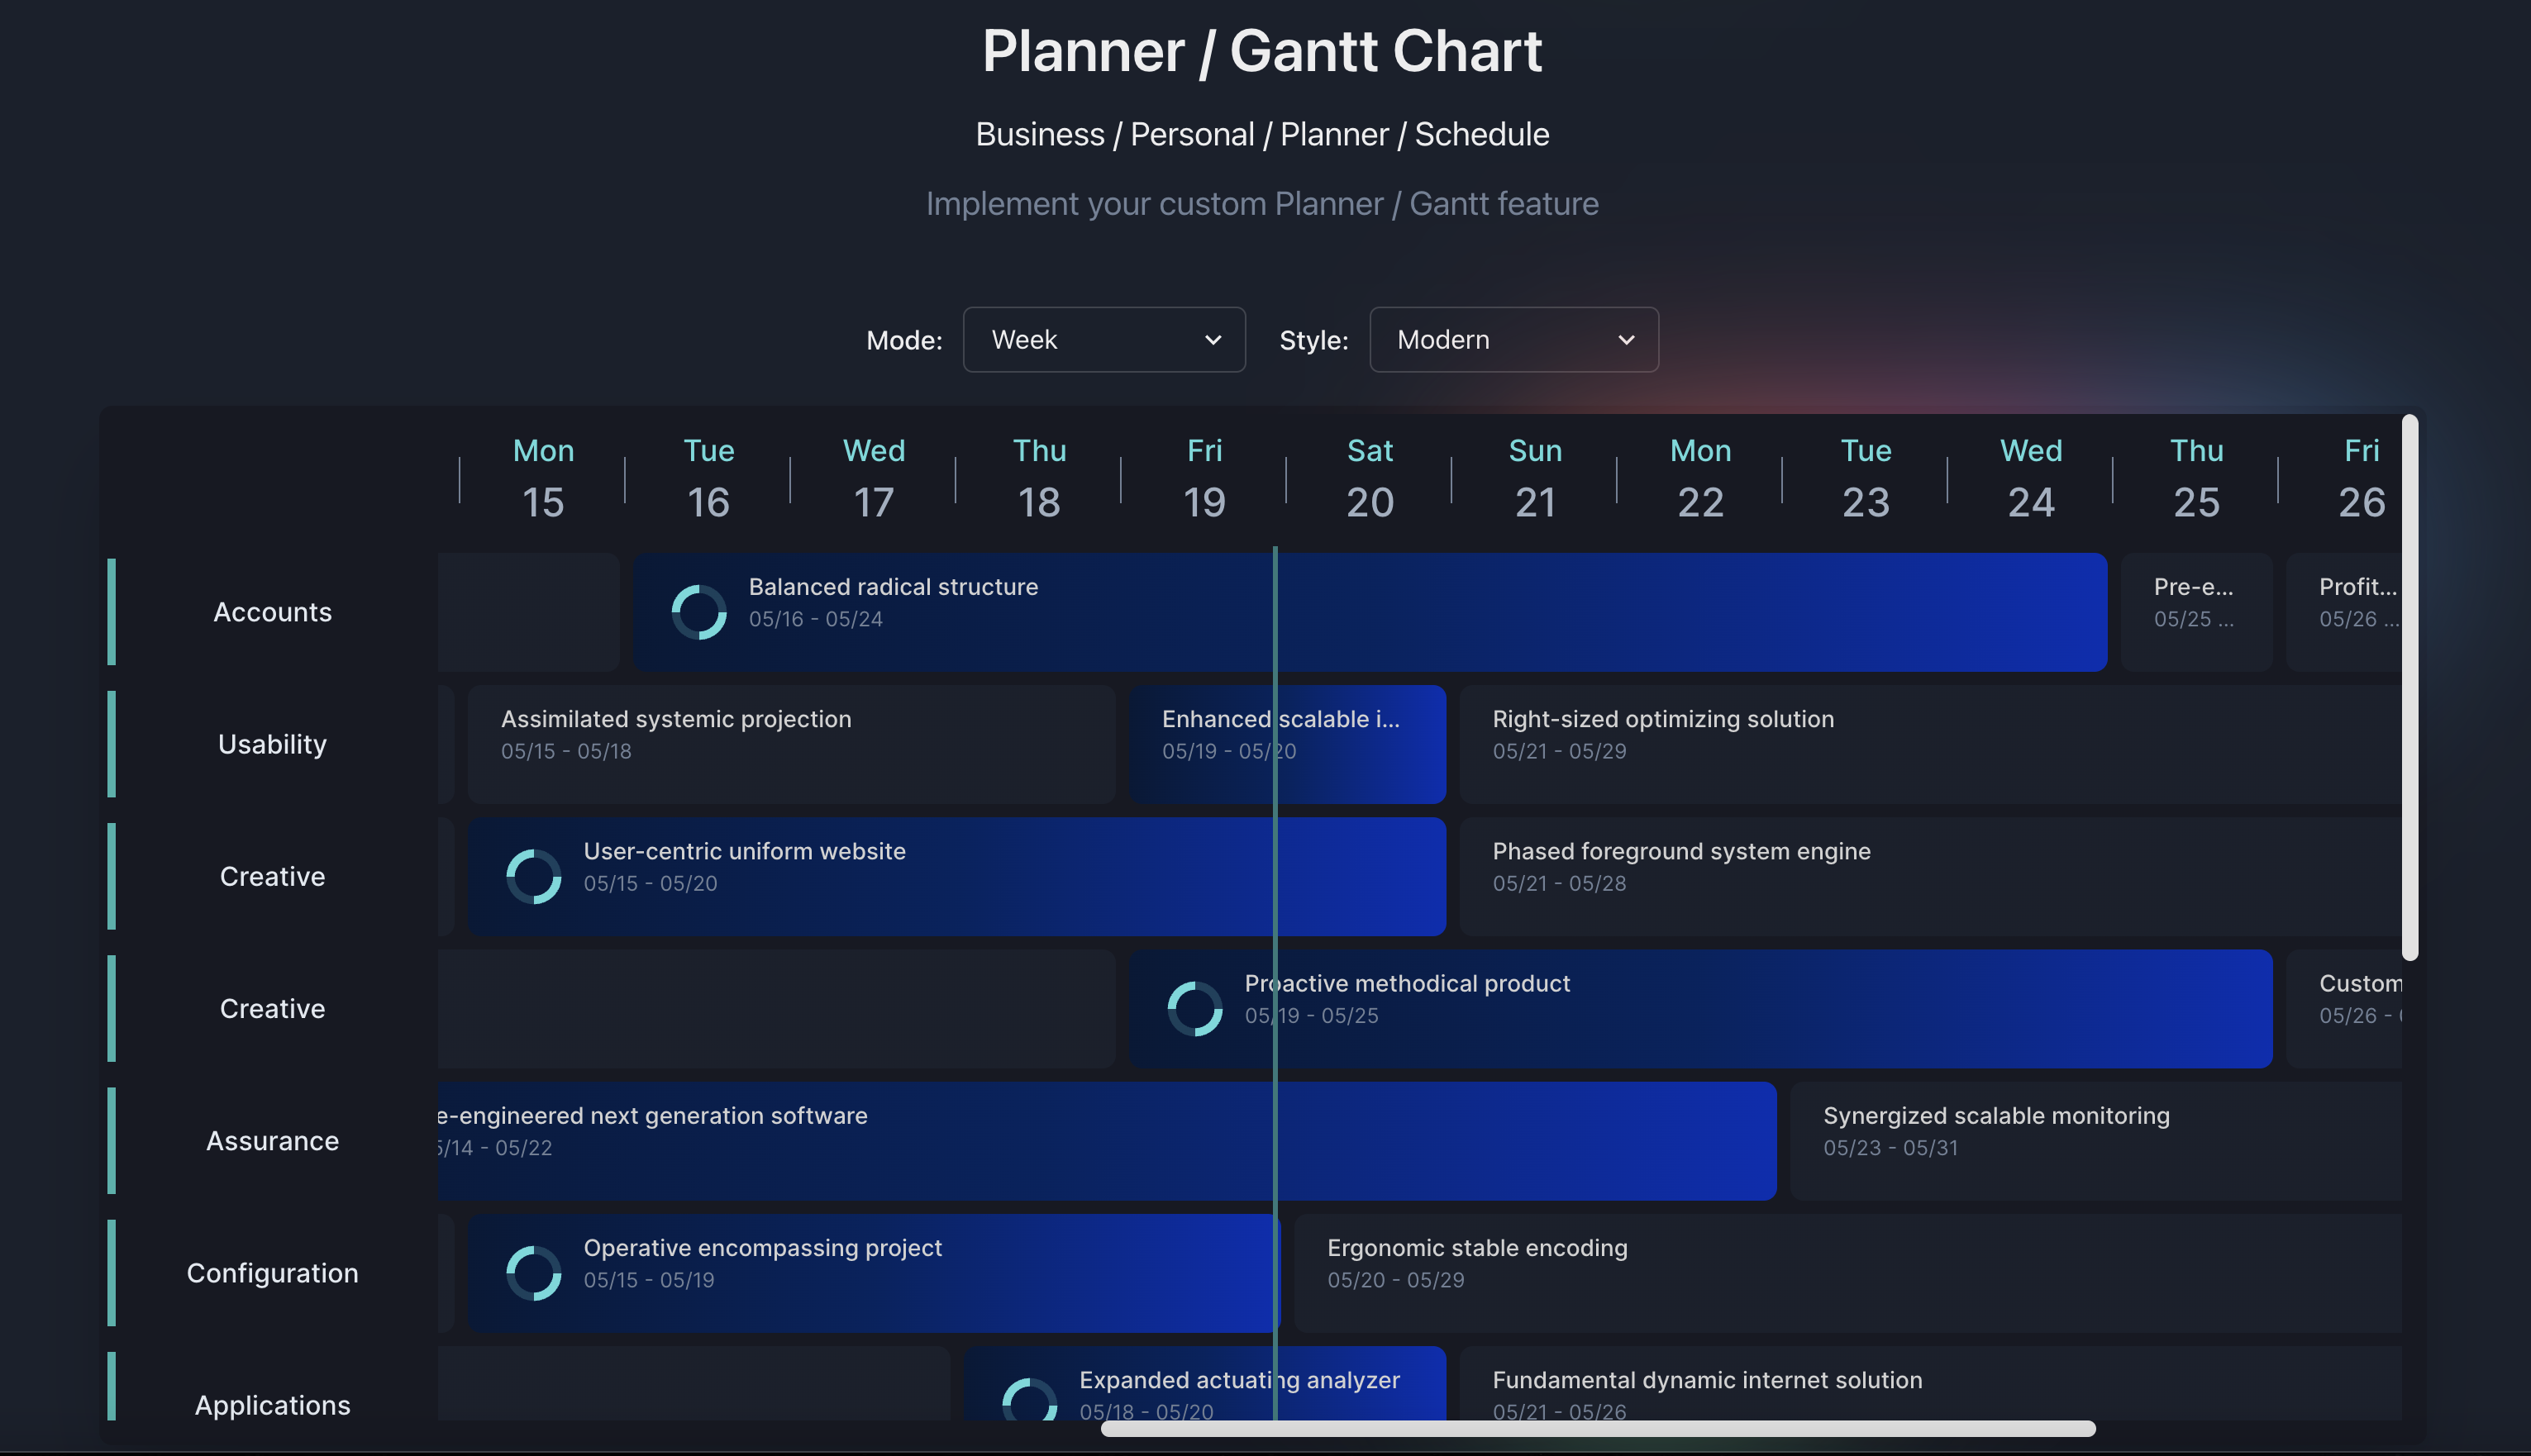 Planner / Gantt Chart
Business / Personal / Planner / Schedule
Implement your custom Planner / Gantt feature
Mode: Week Style: Modern
Mon Tue Wed Thu Fri Sat Sun Mon Tue Wed Thu Fri
15 16 17 18 19 20 21 22 23 24 25 26
Accounts
Balanced radical structure
05/16 - 05/24
Pre-e...
05/25 ...
Profit...
05/26 ...
Usability
Assimilated systemic projection
05/15 - 05/18
Enhanced scalable i...
05/19 - 05/20
Right-sized optimizing solution
05/21 - 05/29
Creative
User-centric uniform website
05/15 - 05/20
Phased foreground system engine
05/21 - 05/28
Creative
Proactive methodical product
05/19 - 05/25
Custom
05/26 -
Assurance
e-engineered next generation software
5/14 - 05/22
Synergized scalable monitoring
05/23 - 05/31
Configuration
Operative encompassing project
05/15 - 05/19
Ergonomic stable encoding
05/20 - 05/29
Applications
Expanded actuating analyzer
05/18 - 05/20
Fundamental dynamic internet solution
05/21 - 05/26